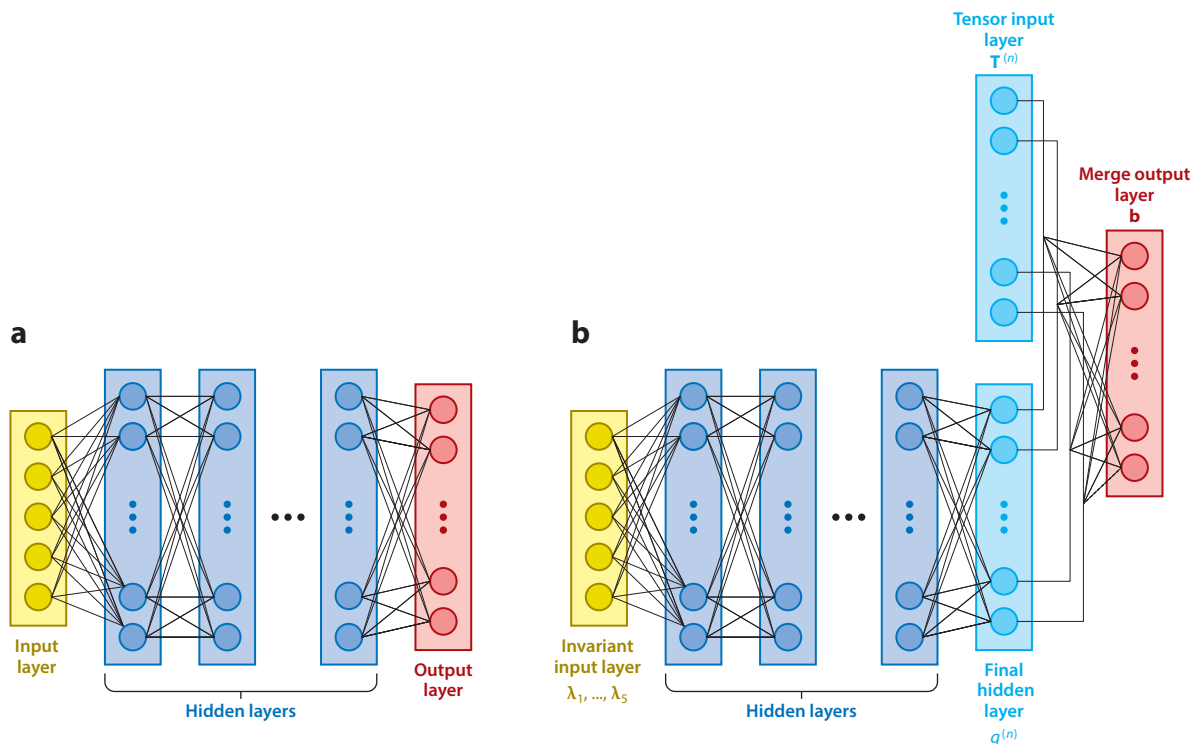 a
Input
layer
Hidden layers
Output
layer
b
Tensor input
layer
T(n)
Merge output
layer
b
Invariant
input layer
λ1, ..., λ5
Hidden layers
Final
hidden
layer
g(n)